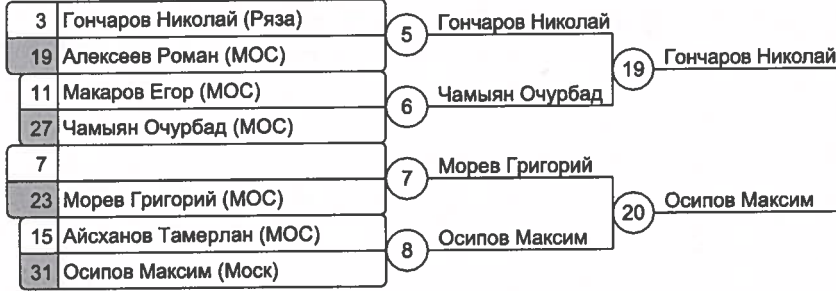 3 Гончаров Николай (Ряза)
19 Алексеев Роман (МОС)
11 Макаров Егор (МОС)
27 Чамыян Очурбад (МОС)
7
23 Морев Григорий (МОС)
15 Айсханов Тамерлан (МОС)
31 Осипов Максим (Моск)
5 Гончаров Николай
6 Чамыян Очурбад
7 Морев Григорий
8 Осипов Максим
19 Гончаров Николай
20 Осипов Максим